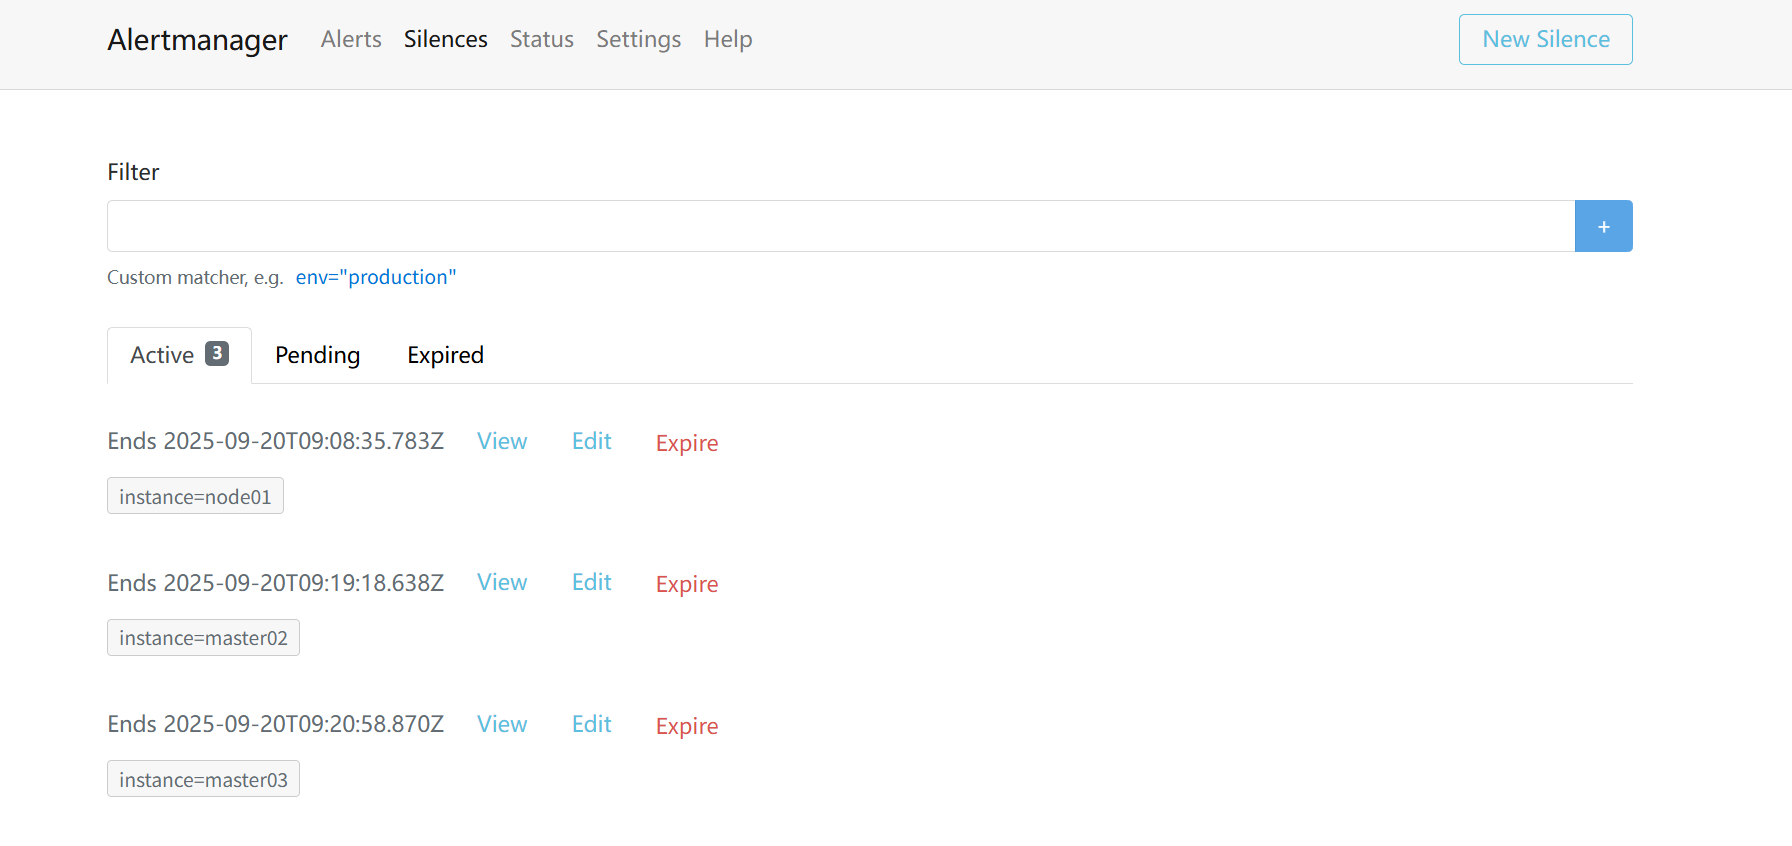 Alertmanager Alerts Silences Status Settings Help New Silence
Filter
+
Custom matcher, e.g. env="production"
Active 3 Pending Expired
Ends 2025-09-20T09:08:35.783Z View Edit Expire
instance=node01
Ends 2025-09-20T09:19:18.638Z View Edit Expire
instance=master02
Ends 2025-09-20T09:20:58.870Z View Edit Expire
instance=master03